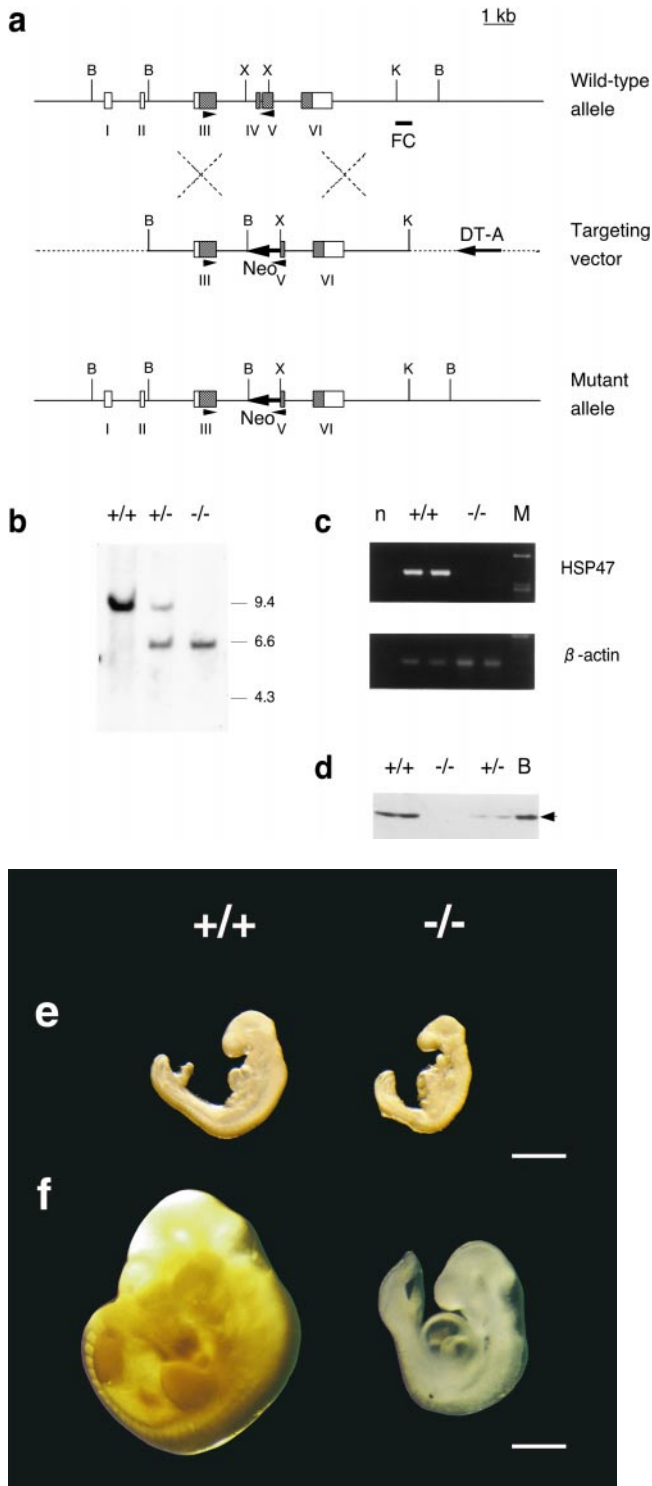 a
1 kb
B B X X K B
Wild-type
allele
I II III IV V VI
FC
B B X K
DT-A
Targeting
vector
Neo
III V VI
B B B X K B
Mutant
allele
Neo
I II III V VI
b
+/+ +/- -/-
9.4
6.6
4.3
c
n +/+ -/- M
HSP47
β-actin
d
+/+ -/- +/- B
+/+ -/-
e
f